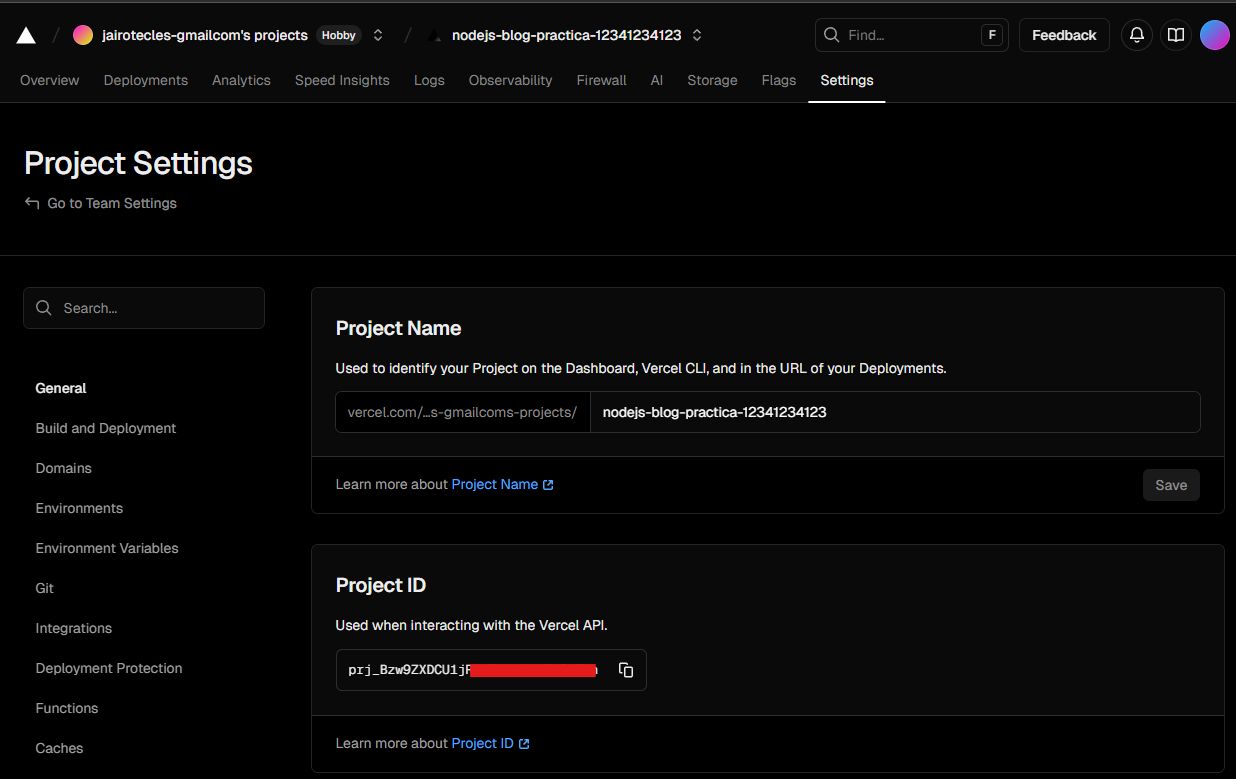 jairotecles-gmailcom's projects Hobby nodejs-blog-practica-12341234123 Find... F Feedback
Overview Deployments Analytics Speed Insights Logs Observability Firewall AI Storage Flags Settings
Project Settings
Go to Team Settings
Search...
General
Build and Deployment
Domains
Environments
Environment Variables
Git
Integrations
Deployment Protection
Functions
Caches
Project Name
Used to identify your Project on the Dashboard, Vercel CLI, and in the URL of your Deployments.
vercel.com/...s-gmailcoms-projects/ nodejs-blog-practica-12341234123
Learn more about Project Name
Save
Project ID
Used when interacting with the Vercel API.
prj_Bzw9ZXDCU1j
Learn more about Project ID